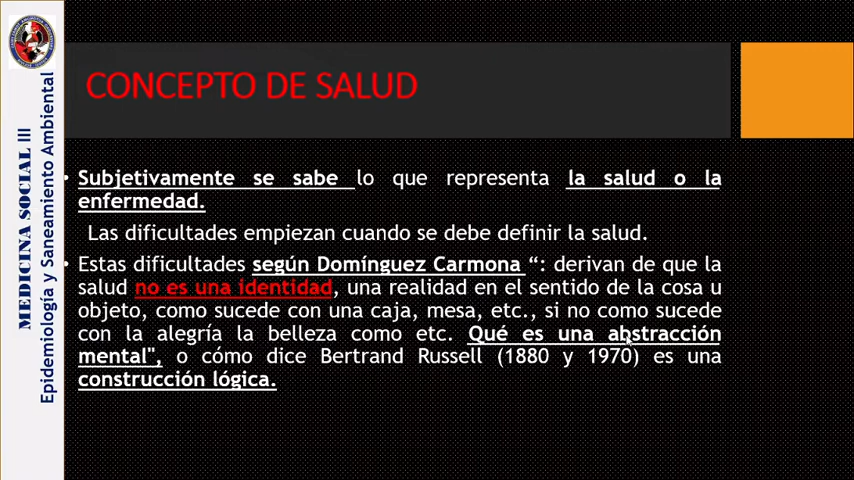 CONCEPTO DE SALUD
MEDICINA SOCIAL III
Epidemiología y Saneamiento Ambiental
• Subjetivamente se sabe lo que representa la salud o la
enfermedad.
Las dificultades empiezan cuando se debe definir la salud.
• Estas dificultades según Domínguez Carmona “: derivan de que la
salud no es una identidad, una realidad en el sentido de la cosa u
objeto, como sucede con una caja, mesa, etc., si no como sucede
con la alegría la belleza como etc. Qué es una abstracción
mental", o cómo dice Bertrand Russell (1880 y 1970) es una
construcción lógica.